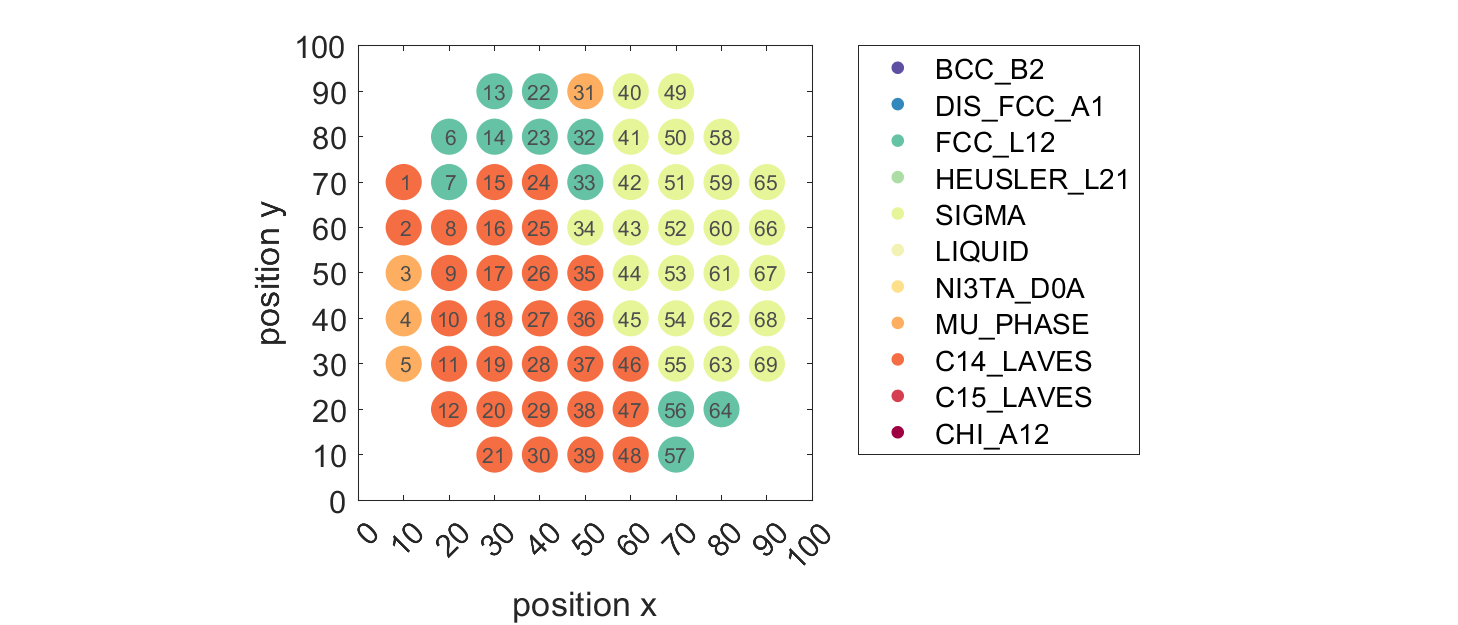 100
90
80
70
60
50
40
30
20
10
0
position y
13 22 31 40 49
6 14 23 32 41 50 58
1 7 15 24 33 42 51 59 65
2 8 16 25 34 43 52 60 66
3 9 17 26 35 44 53 61 67
4 10 18 27 36 45 54 62 68
5 11 19 28 37 46 55 63 69
12 20 29 38 47 56 64
21 30 39 48 57
0 10 20 30 40 50 60 70 80 90 100
position x
BCC_B2
DIS_FCC_A1
FCC_L12
HEUSLER_L21
SIGMA
LIQUID
NI3TA_D0A
MU_PHASE
C14_LAVES
C15_LAVES
CHI_A12